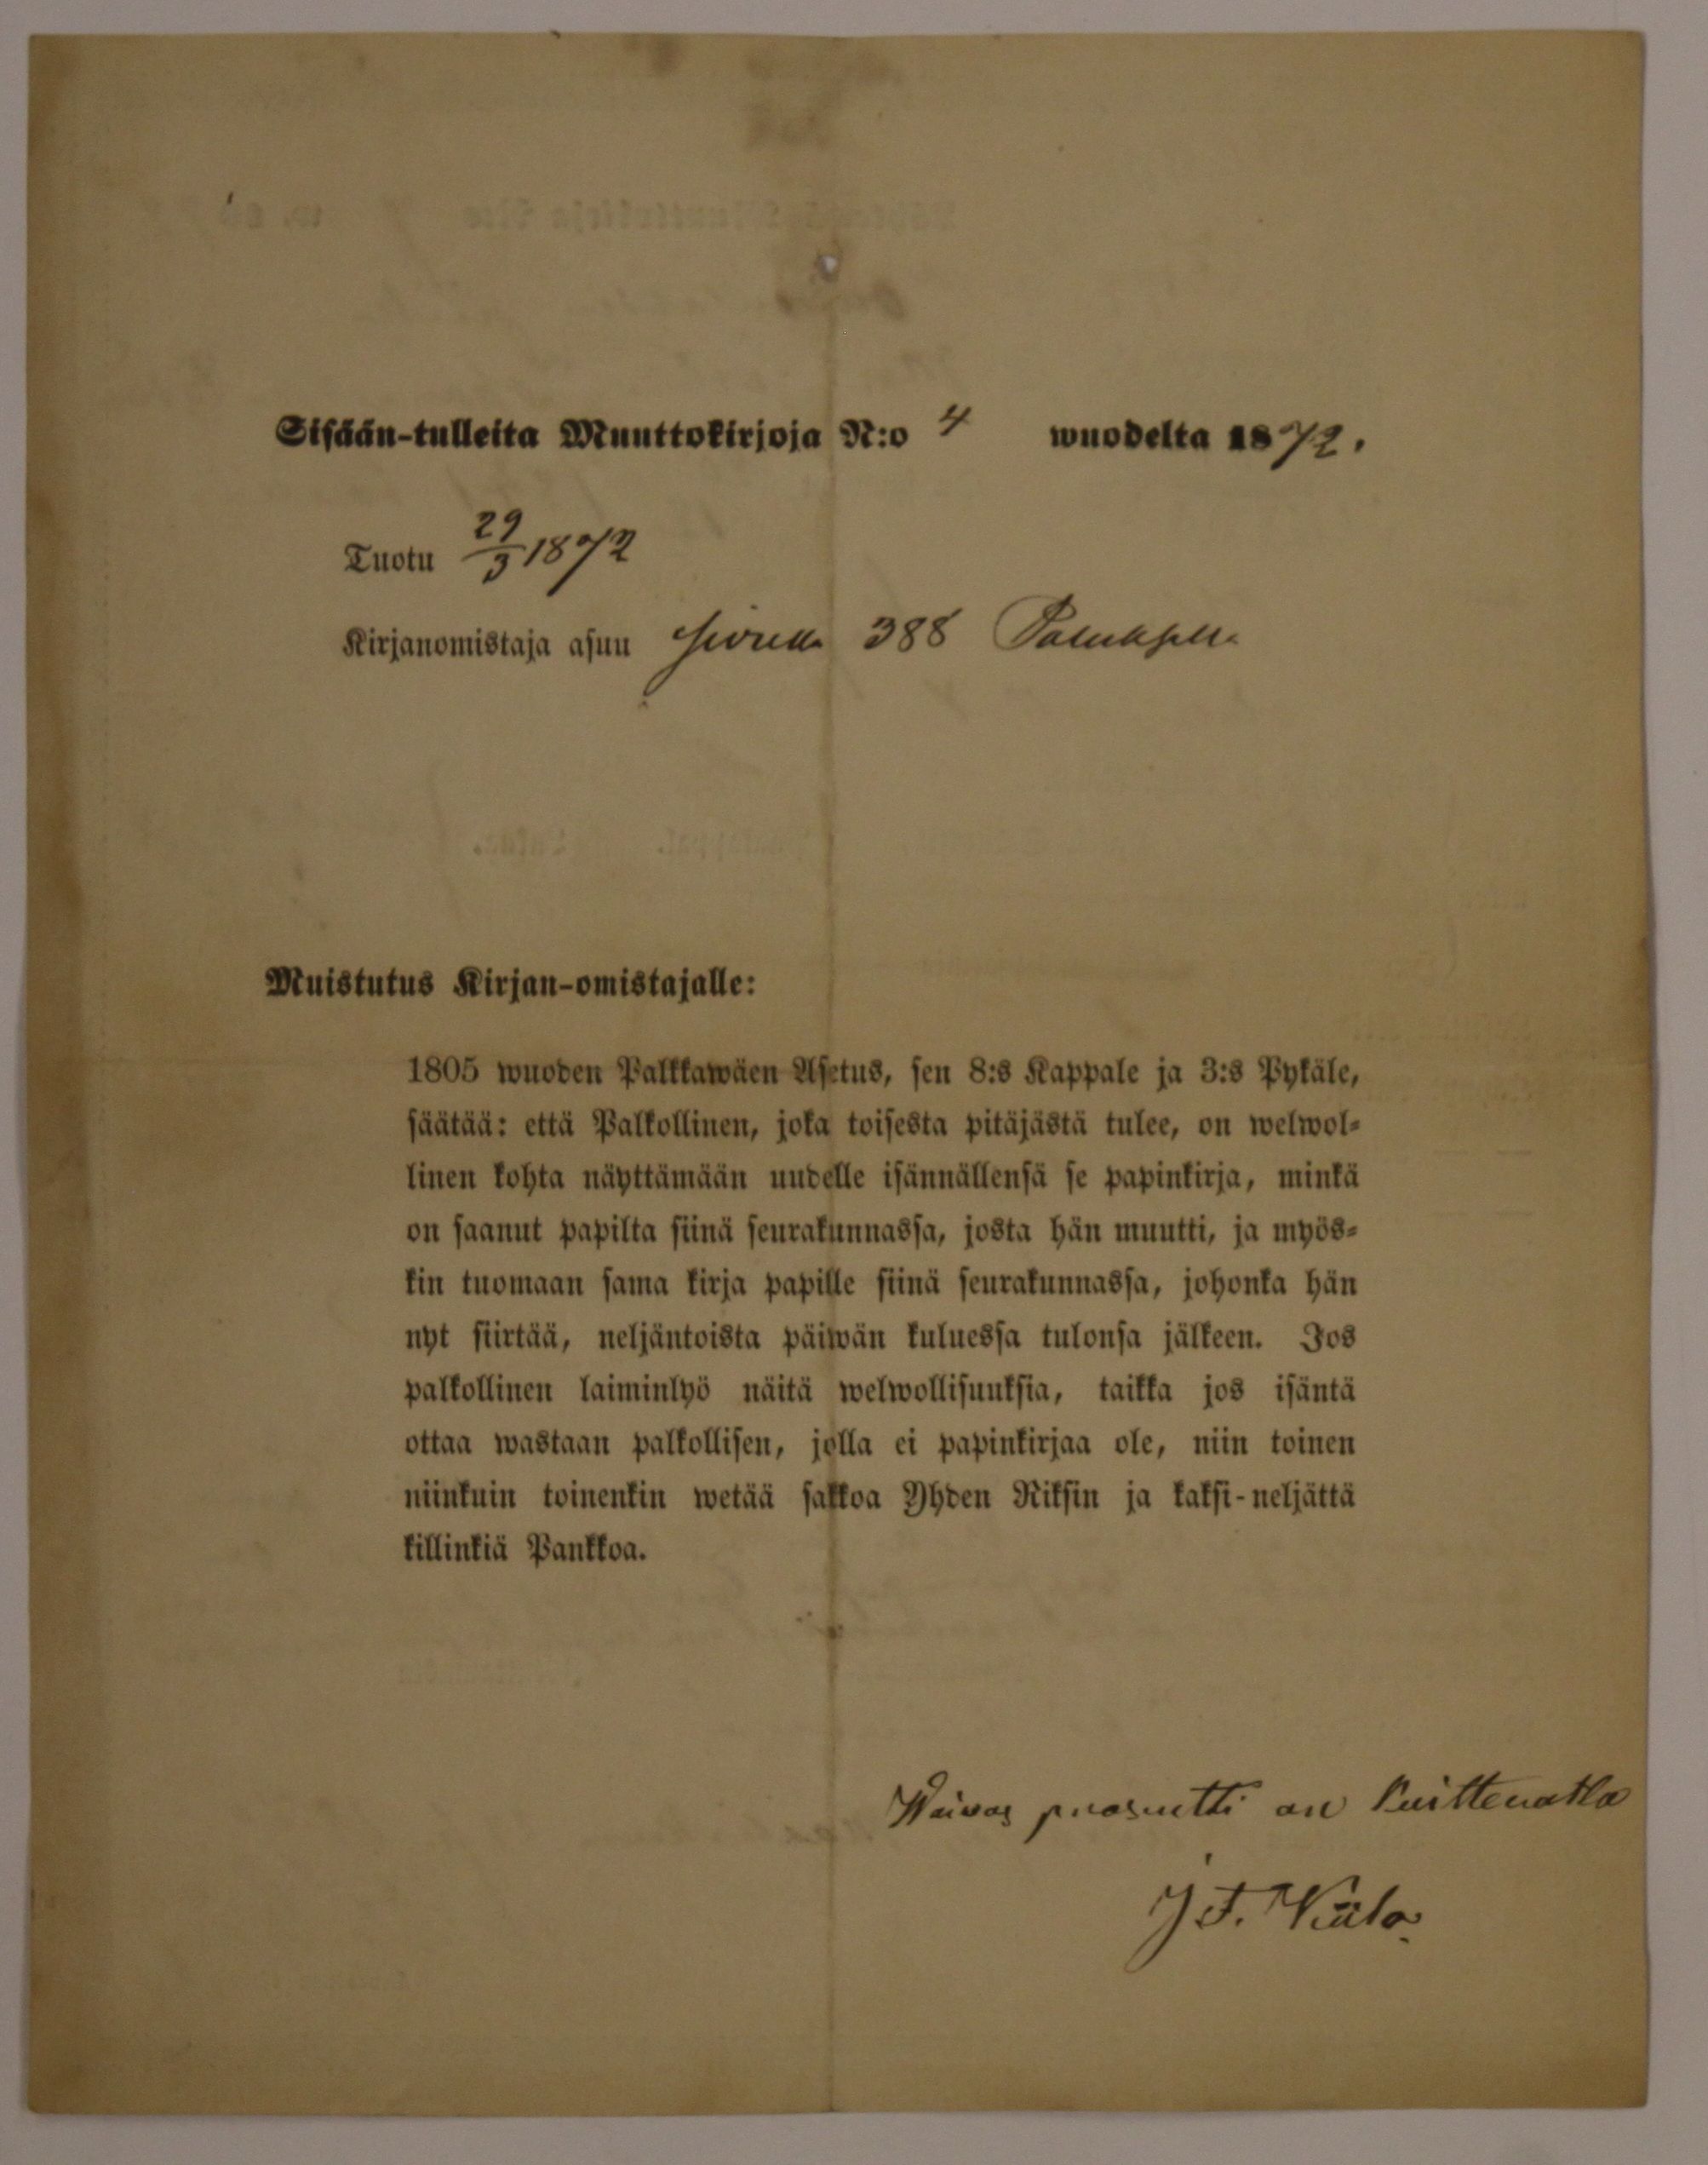 Sisään-tulleita Muuttokirjoja N:o 4 wuodelta 1872.
Tuotu 29/3 1872
Kirjanomistaja asuu sivulla 388
Muistutus Kirjan-omistajalle:
1805 wuoden Palkkawäen Asetus, sen 8:s Kappale ja 3:s Pykäle,
säätää: että Palkollinen, joka toisesta pitäjästä tulee, on welwol-
linen kohta näyttämään uudelle isännällensä se papinkirja, minkä
on saanut papilta siinä seurakunnassa, josta hän muutti, ja myös-
kin tuomaan sama kirja papille siinä seurakunnassa, johonka hän
nyt siirtää, neljäntoista päiwän kuluessa tulonsa jälkeen. Jos
palkollinen laiminlyö näitä welwollisuuksia, taikka jos isäntä
ottaa wastaan palkollisen, jolla ei papinkirjaa ole, niin toinen
niinkuin toinenkin wetää sakkoa Yhden Riksin ja kaksi-neljättä
killinkiä Pankkoa.
Waivas prosentti on
J. F.